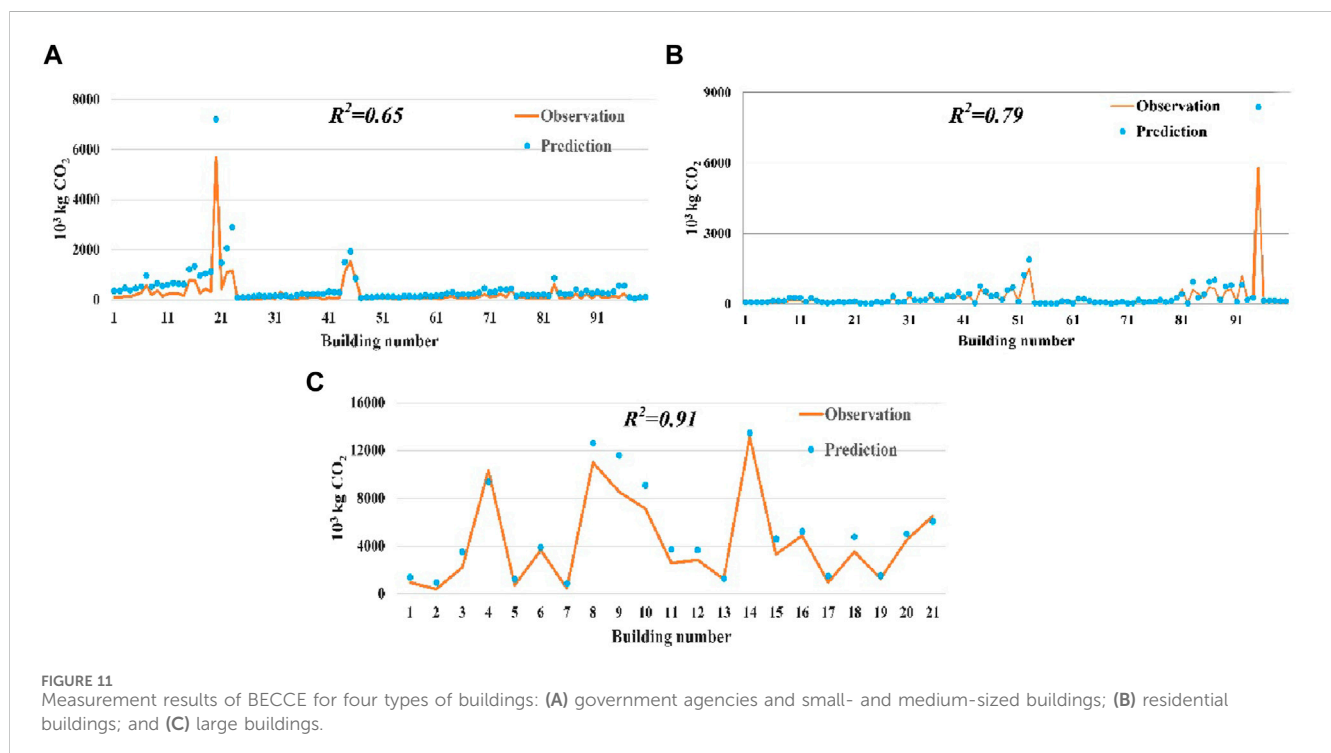 A
R²=0.65
Observation
Prediction
10³ kg CO₂
8000
6000
4000
2000
0
1 11 21 31 41 51 61 71 81 91
Building number
B
R²=0.79
Observation
Prediction
10³ kg CO₂
9000
6000
3000
0
1 11 21 31 41 51 61 71 81 91
Building number
C
R²=0.91
Observation
Prediction
10³ kg CO₂
16000
12000
8000
4000
0
1 2 3 4 5 6 7 8 9 10 11 12 13 14 15 16 17 18 19 20 21
Building number
FIGURE 11
Measurement results of BECCE for four types of buildings: (A) government agencies and small- and medium-sized buildings; (B) residential
buildings; and (C) large buildings.